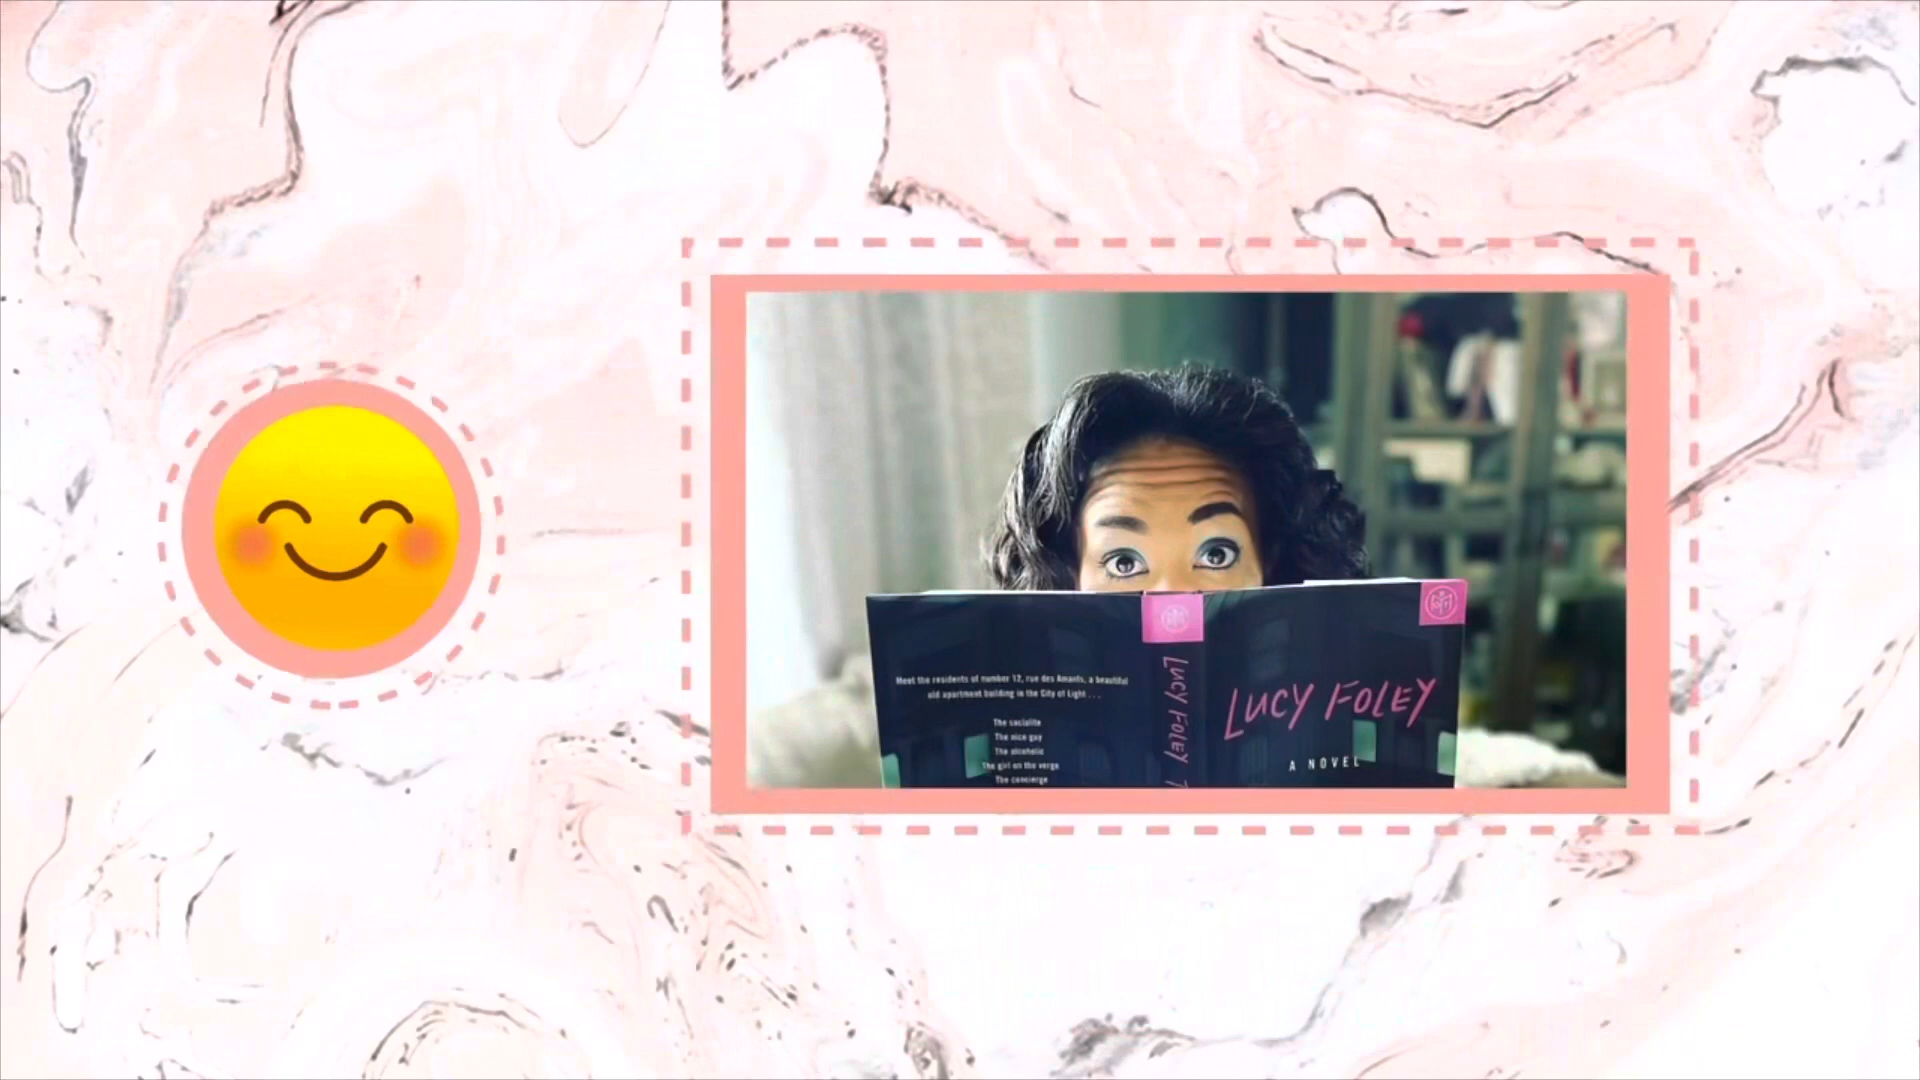 Meet the residents of number 12, rue des Amants, a beautiful
old apartment building in the City of Light . . .
The socialite
The nice guy
The alcoholic
The girl on the verge
The concierge
LUCY FOLEY
LUCY FOLEY
A NOVEL